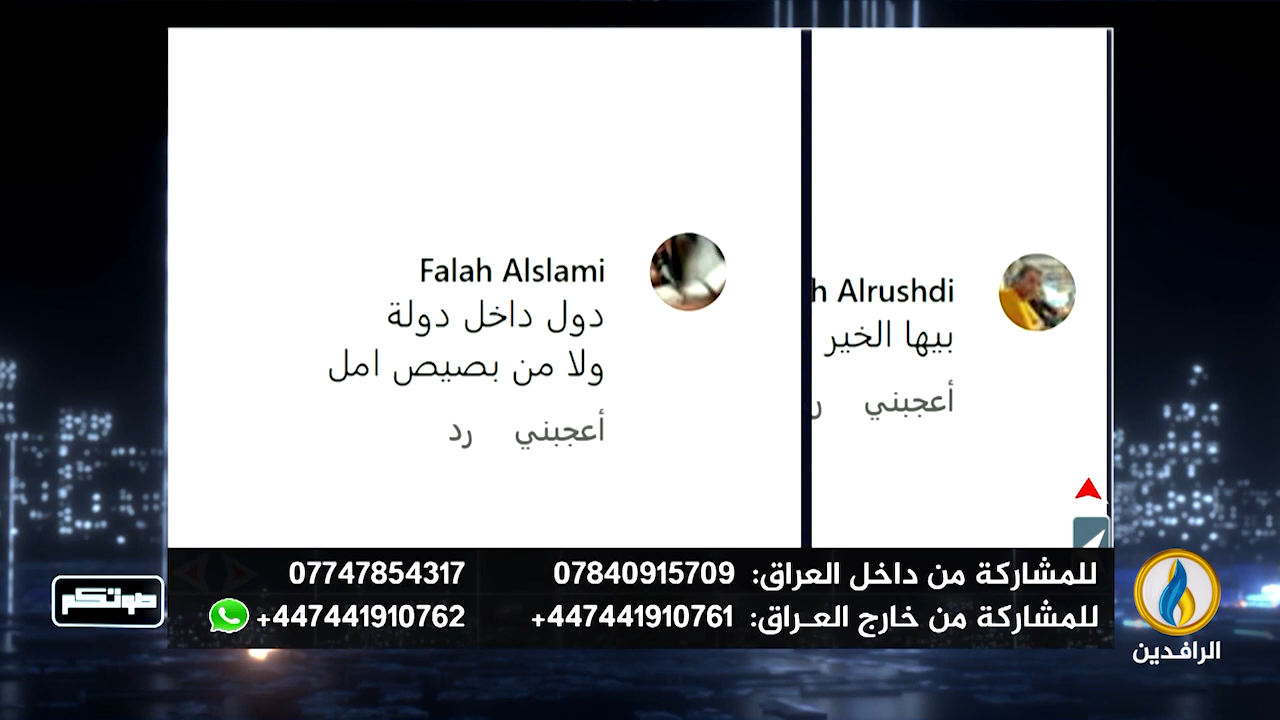 h Alrushdi
بيها الخير
أعجبني ر
Falah Alslami
دول داخل دولة
ولا من بصيص امل
أعجبني رد
للمشاركة من داخل العراق: 07840915709 07747854317
للمشاركة من خارج العـراق: +447441910761 +447441910762
صوتكم
الرافدين